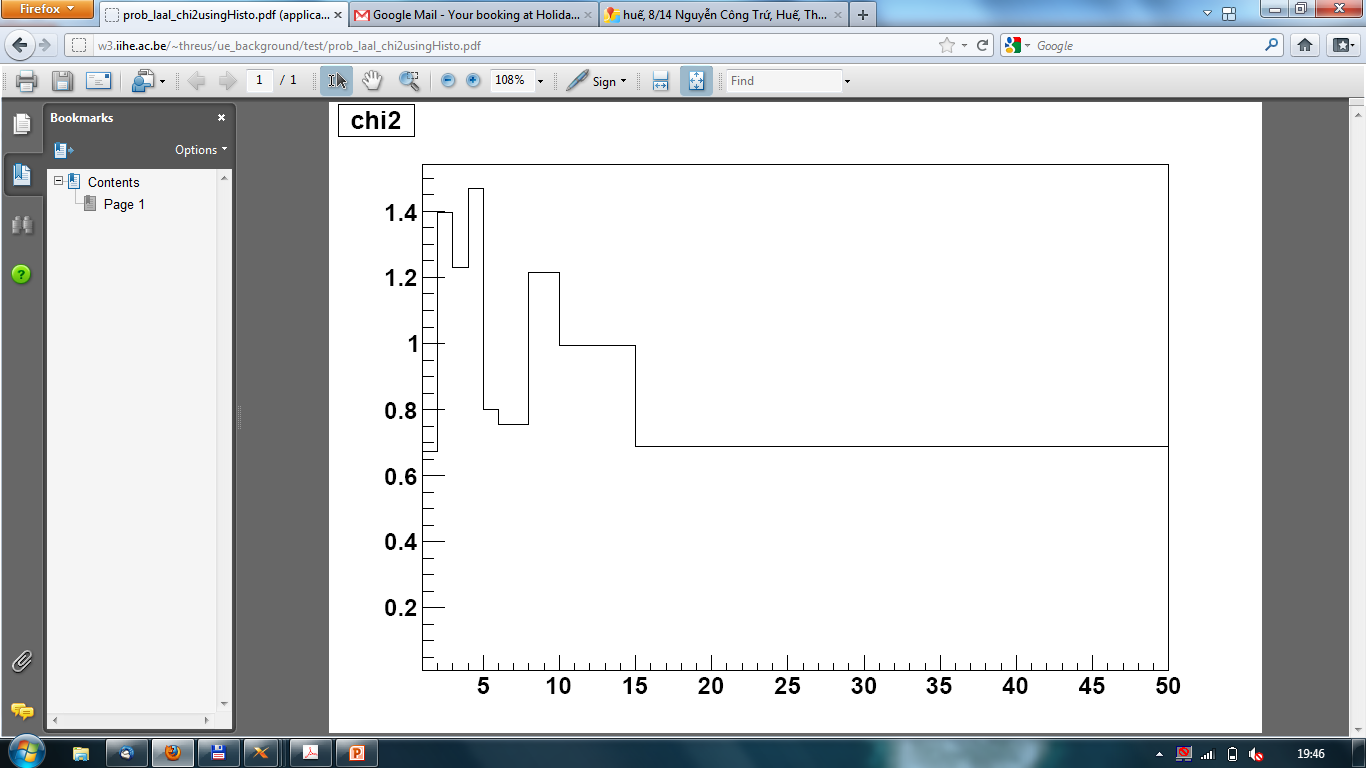 Firefox
prob_laal_chi2usingHisto.pdf (applica...
Google Mail - Your booking at Holida...
huế, 8/14 Nguyễn Công Trứ, Huế, Th...
w3.iihe.ac.be/~threus/ue_background/test/prob_laal_chi2usingHisto.pdf
Google
1 / 1
108%
Sign
Find
Bookmarks
Options
Contents
Page 1
chi2
1.4
1.2
1
0.8
0.6
0.4
0.2
5 10 15 20 25 30 35 40 45 50
19:46